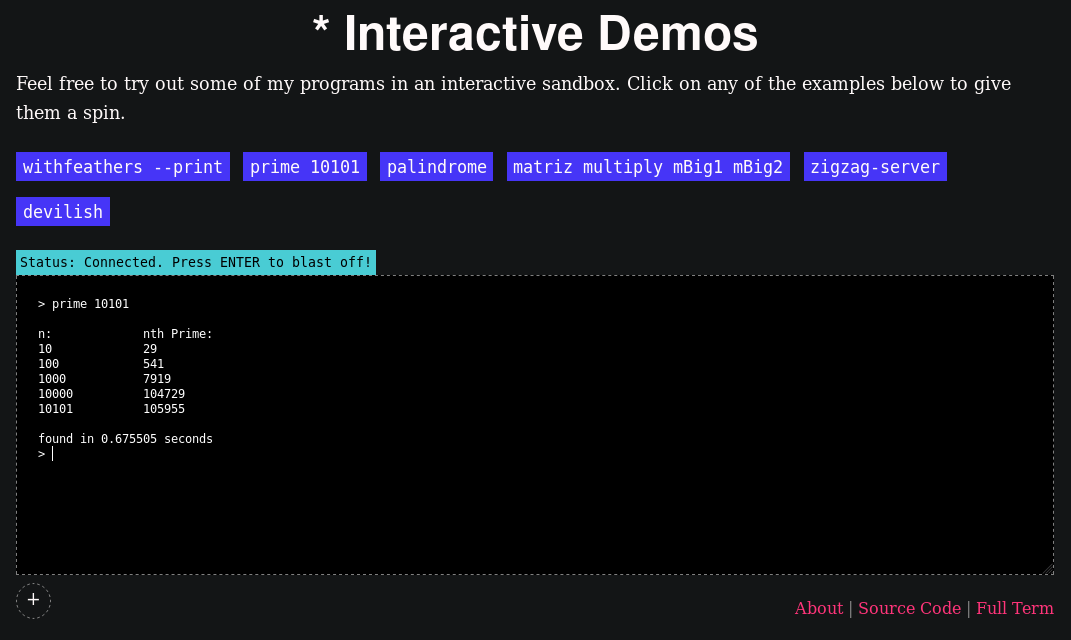 * Interactive Demos
Feel free to try out some of my programs in an interactive sandbox. Click on any of the examples below to give
them a spin.
withfeathers --print prime 10101 palindrome matriz multiply mBig1 mBig2 zigzag-server
devilish
Status: Connected. Press ENTER to blast off!
> prime 10101
n: nth Prime:
10 29
100 541
1000 7919
10000 104729
10101 105955
found in 0.675505 seconds
>
+
About | Source Code | Full Term